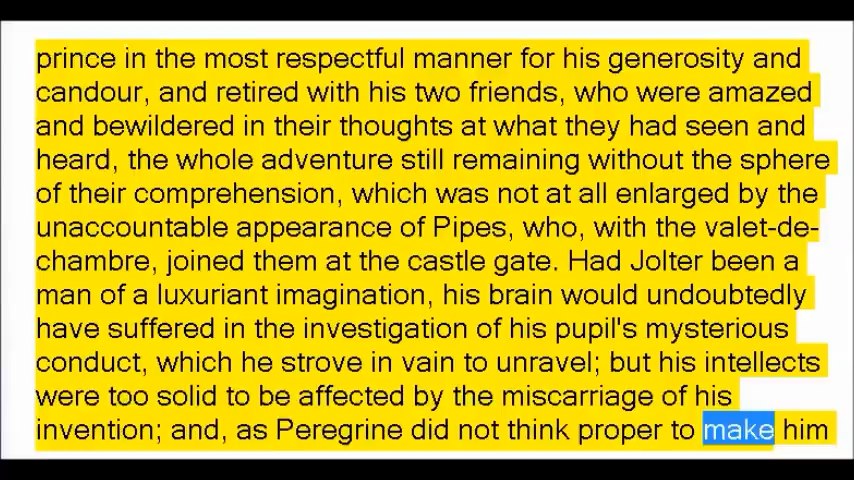 prince in the most respectful manner for his generosity and
candour, and retired with his two friends, who were amazed
and bewildered in their thoughts at what they had seen and
heard, the whole adventure still remaining without the sphere
of their comprehension, which was not at all enlarged by the
unaccountable appearance of Pipes, who, with the valet-de-
chambre, joined them at the castle gate. Had Jolter been a
man of a luxuriant imagination, his brain would undoubtedly
have suffered in the investigation of his pupil's mysterious
conduct, which he strove in vain to unravel; but his intellects
were too solid to be affected by the miscarriage of his
invention; and, as Peregrine did not think proper to make him